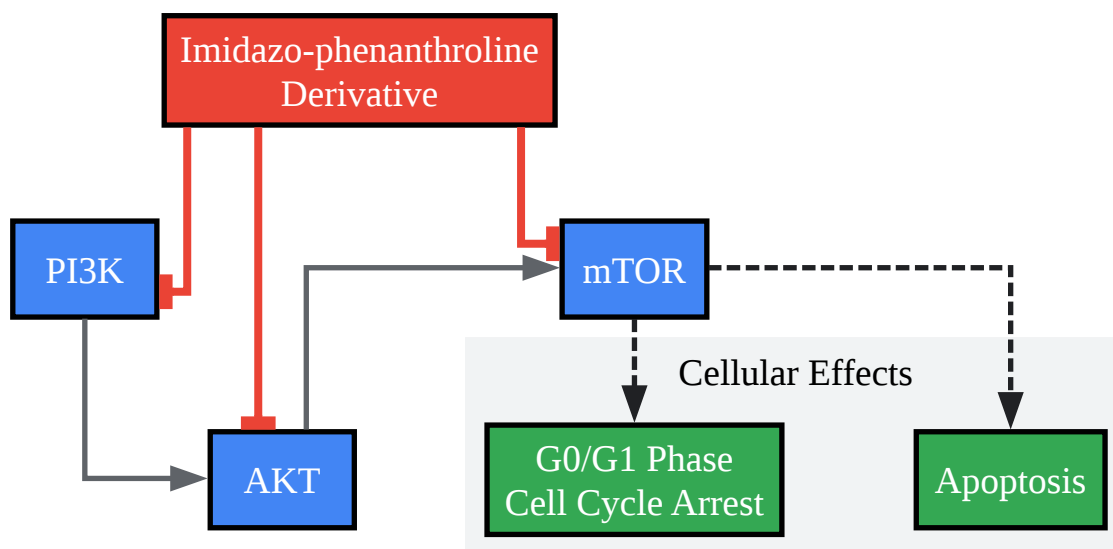 Imidazo-phenanthroline
Derivative
PI3K
mTOR
Cellular Effects
AKT
G0/G1 Phase
Cell Cycle Arrest
Apoptosis